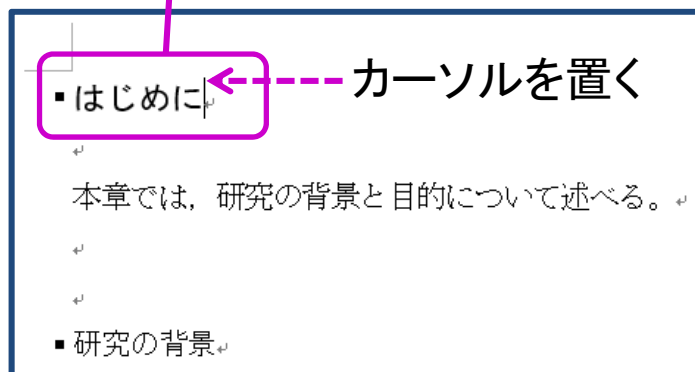 ▪はじめに↵ カーソルを置く
↵
本章では，研究の背景と目的について述べる。↵
↵
↵
▪研究の背景↵